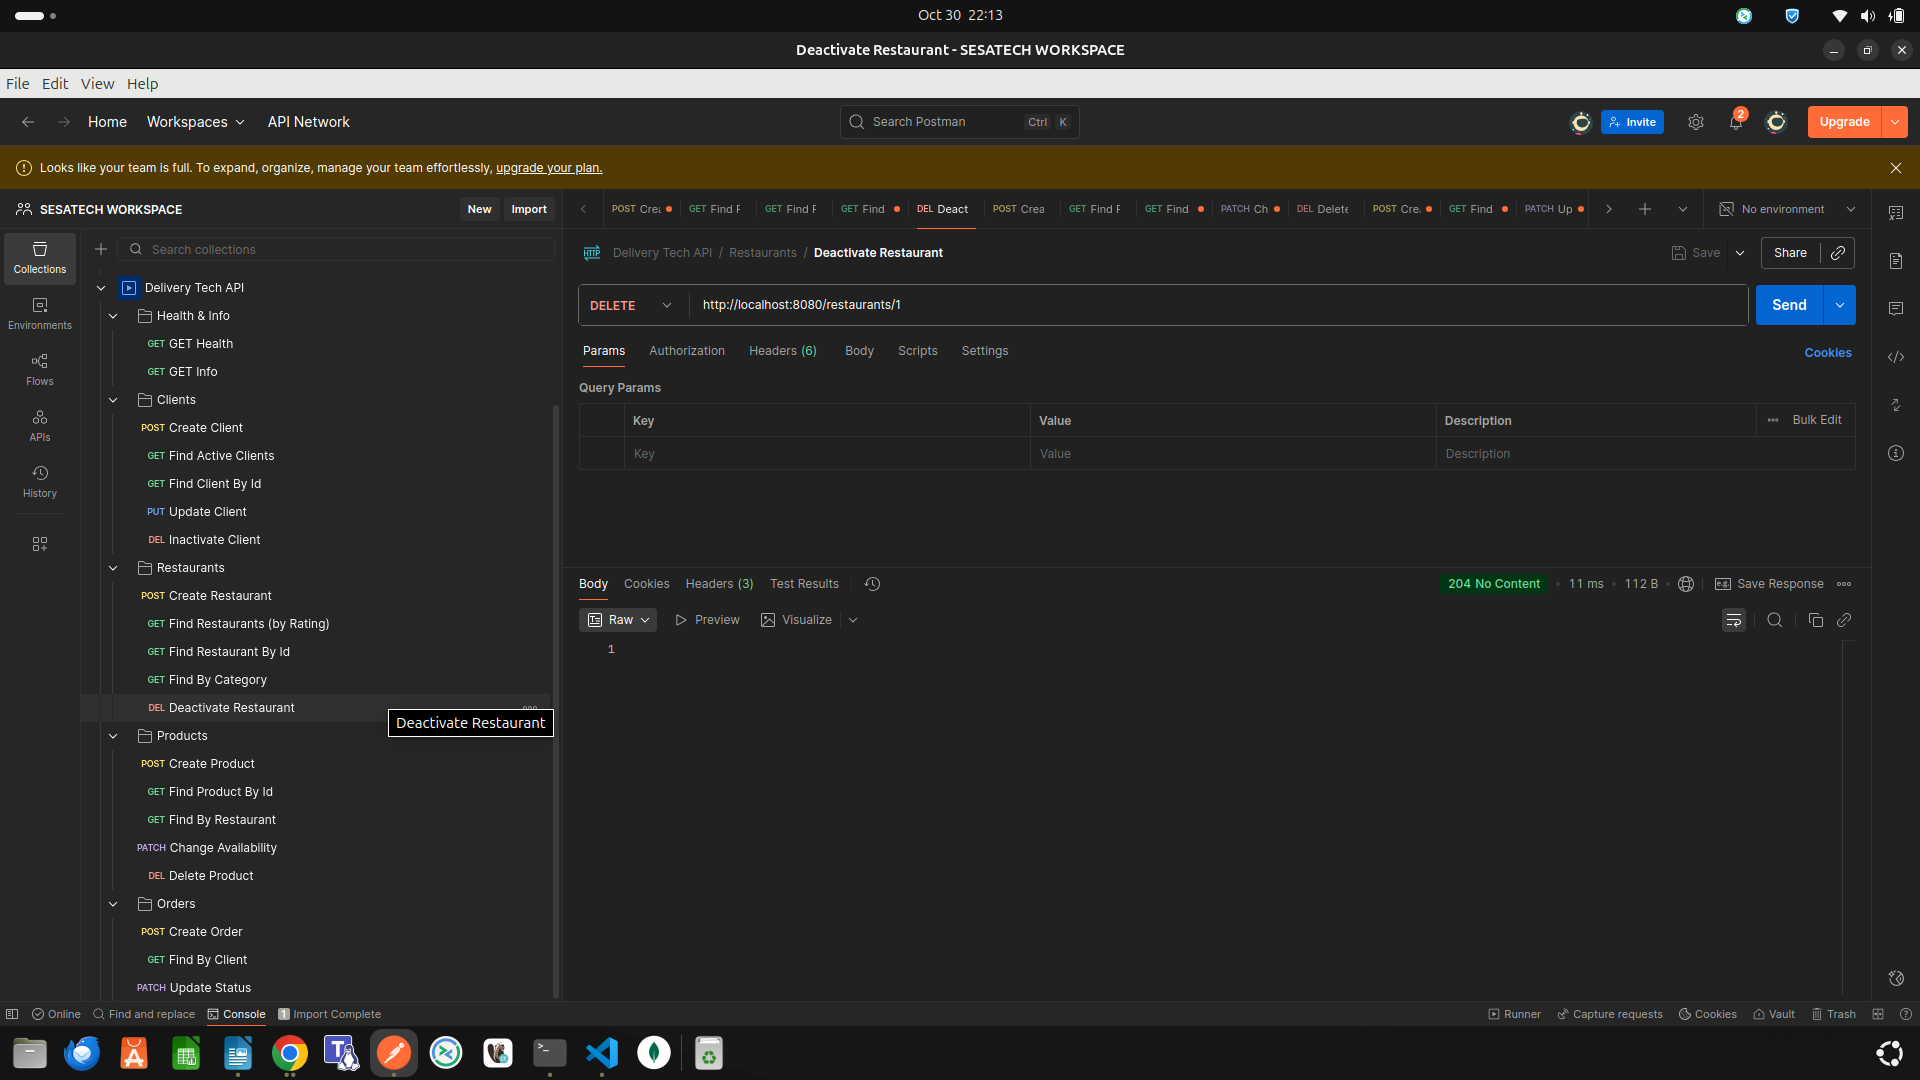 Oct 30 22:13
Deactivate Restaurant - SESATECH WORKSPACE
File Edit View Help
Home Workspaces API Network Search Postman Ctrl K Invite 2 Upgrade
Looks like your team is full. To expand, organize, manage your team effortlessly, upgrade your plan.
SESATECH WORKSPACE New Import
POST Crea GET Find F GET Find F GET Find DEL Deact POST Crea GET Find F GET Find PATCH Ch DEL Delete POST Cre GET Find PATCH Up No environment
Collections
Environments
Flows
APIs
History
Search collections
Delivery Tech API
Health & Info
GET GET Health
GET GET Info
Clients
POST Create Client
GET Find Active Clients
GET Find Client By Id
PUT Update Client
DEL Inactivate Client
Restaurants
POST Create Restaurant
GET Find Restaurants (by Rating)
GET Find Restaurant By Id
GET Find By Category
DEL Deactivate Restaurant
Deactivate Restaurant
Products
POST Create Product
GET Find Product By Id
GET Find By Restaurant
PATCH Change Availability
DEL Delete Product
Orders
POST Create Order
GET Find By Client
PATCH Update Status
HTTP Delivery Tech API / Restaurants / Deactivate Restaurant Save Share
DELETE http://localhost:8080/restaurants/1 Send
Params Authorization Headers (6) Body Scripts Settings Cookies
Query Params
Key Value Description Bulk Edit
Key Value Description
Body Cookies Headers (3) Test Results 204 No Content 11 ms 112 B e.g. Save Response
Raw Preview Visualize
1
Online Find and replace Console 1 Import Complete Runner Capture requests Cookies Vault Trash